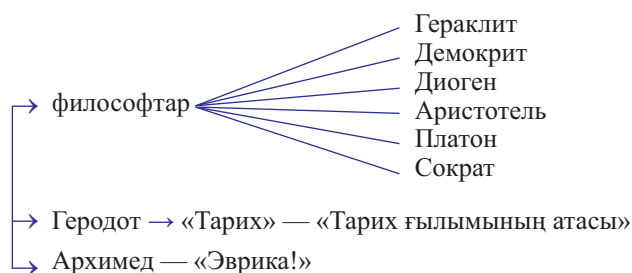 Гераклит
Демокрит
Диоген
философтар
Аристотель
Платон
Сократ
Геродот → «Тарих» — «Тарих ғылымының атасы»
Архимед — «Эврика!»